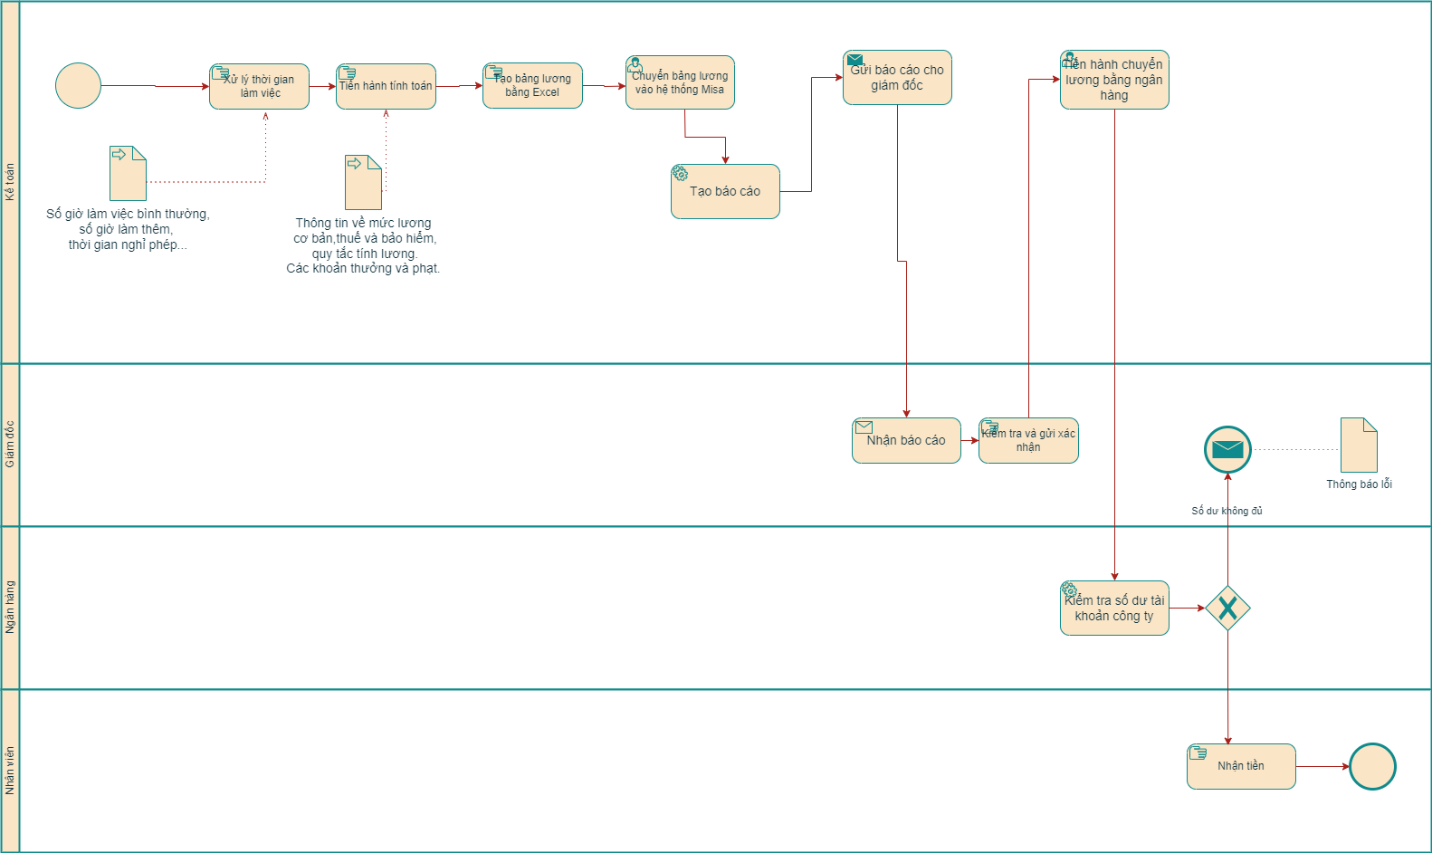 Kế toán
Xử lý thời gian
làm việc
Tiến hành tính toán
Tạo bảng lương
bằng Excel
Chuyển bảng lương
vào hệ thống Misa
Gửi báo cáo cho
giám đốc
Tiến hành chuyển
lương bằng ngân
hàng
Tạo báo cáo
Số giờ làm việc bình thường,
số giờ làm thêm,
thời gian nghỉ phép...
Thông tin về mức lương
cơ bản,thuế và bảo hiểm,
quy tắc tính lương.
Các khoản thưởng và phạt.
Giám đốc
Nhận báo cáo
Kiểm tra và gửi xác
nhận
Thông báo lỗi
Số dư không đủ
Ngân hàng
Kiểm tra số dư tài
khoản công ty
Nhân viên
Nhận tiền